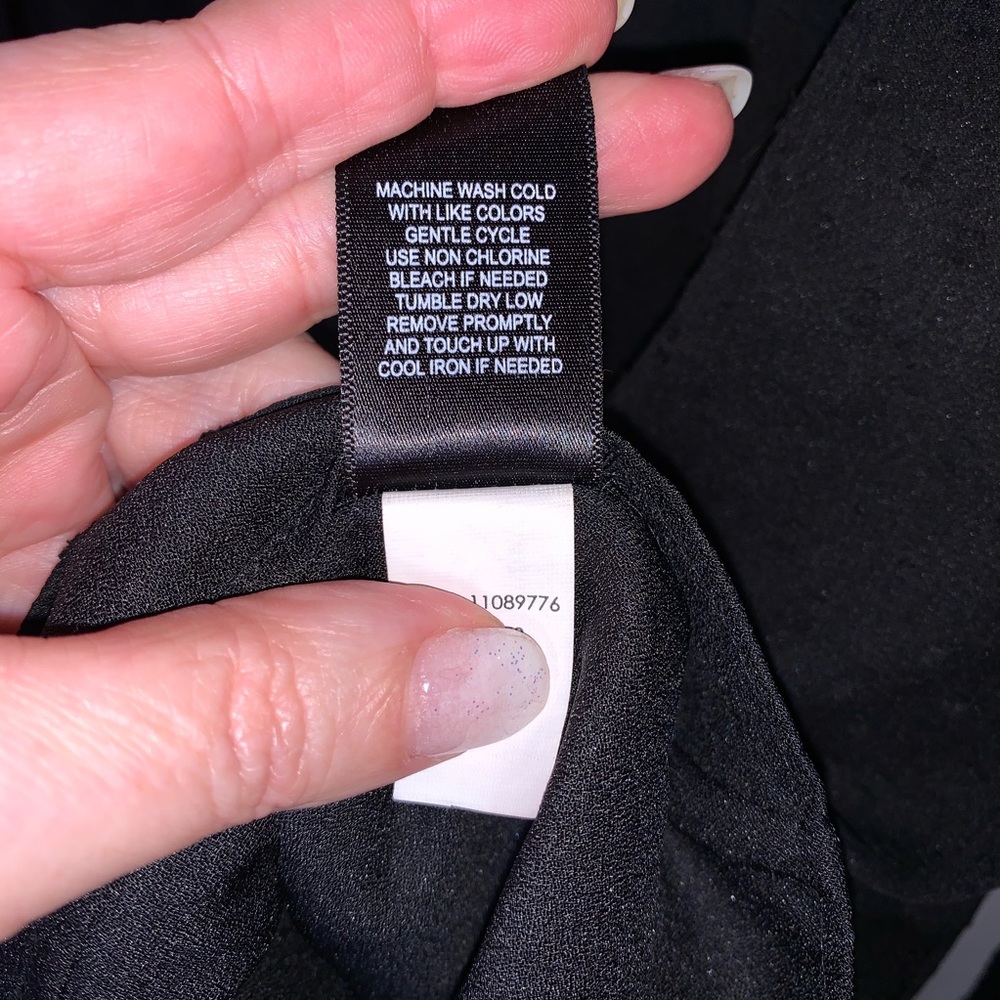 MACHINE WASH COLD
WITH LIKE COLORS
GENTLE CYCLE
USE NON CHLORINE
BLEACH IF NEEDED
TUMBLE DRY LOW
REMOVE PROMPTLY
AND TOUCH UP WITH
COOL IRON IF NEEDED
11089776